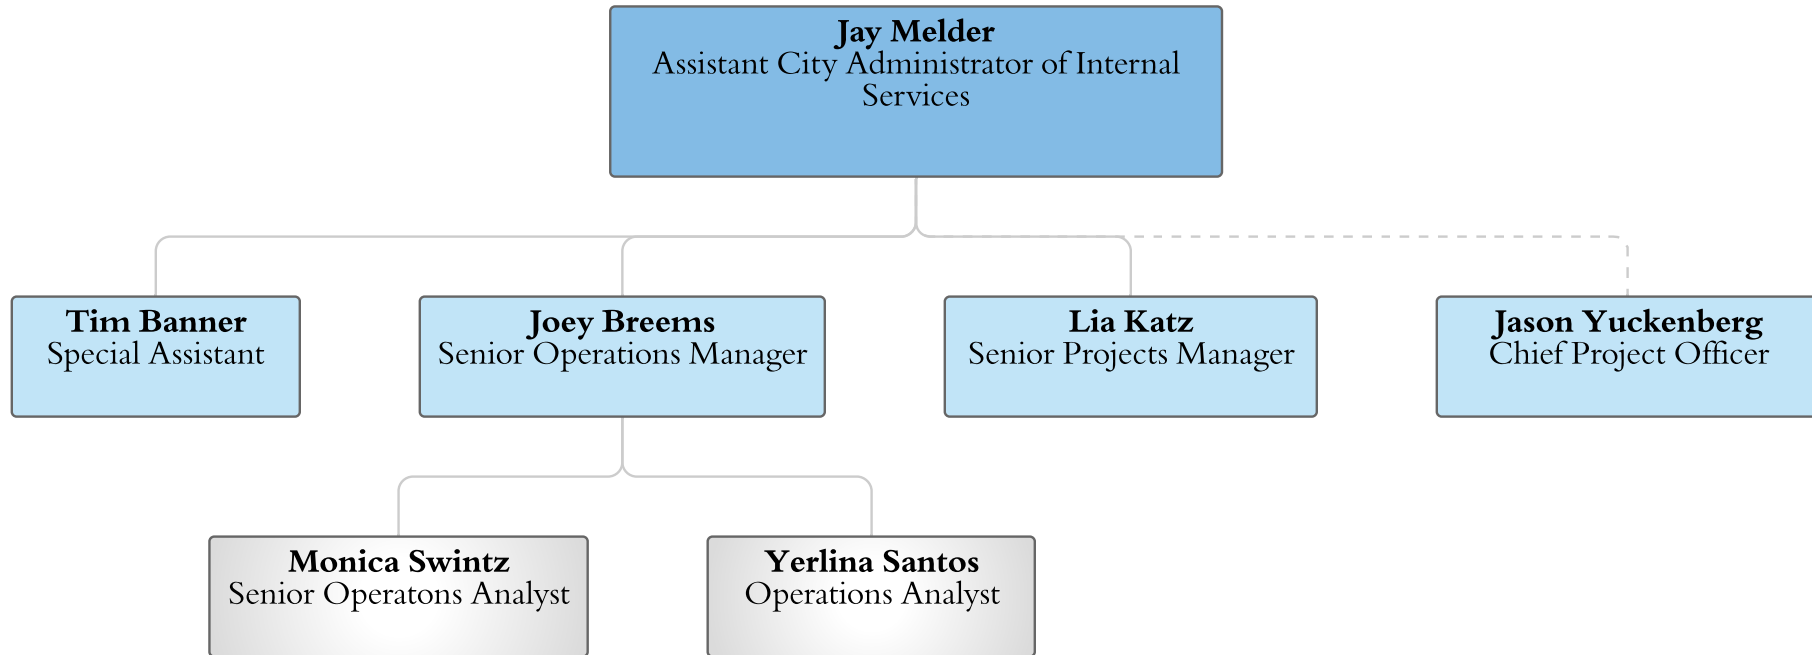 Jay Melder
Assistant City Administrator of Internal
Services
Tim Banner
Special Assistant
Joey Breems
Senior Operations Manager
Lia Katz
Senior Projects Manager
Jason Yuckenberg
Chief Project Officer
Monica Swintz
Senior Operatons Analyst
Yerlina Santos
Operations Analyst